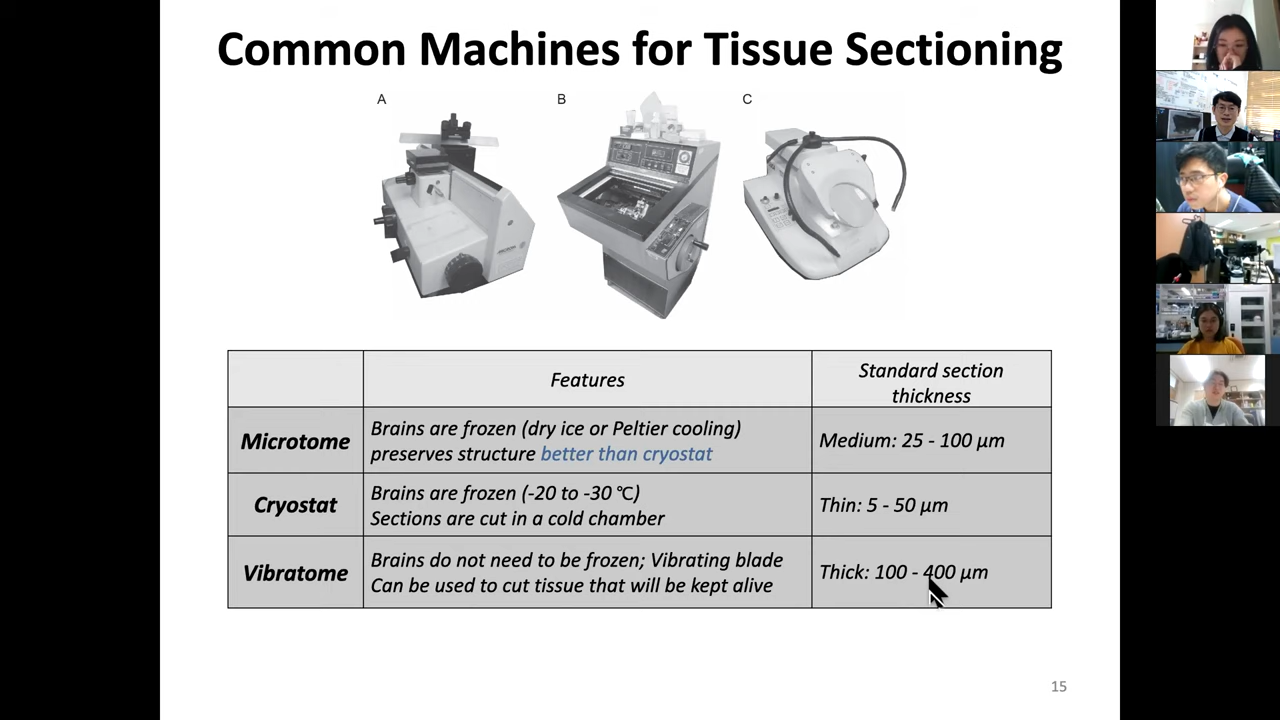 Common Machines for Tissue Sectioning
A B C
Features
Standard section
thickness
Microtome
Brains are frozen (dry ice or Peltier cooling)
preserves structure better than cryostat
Medium: 25 - 100 μm
Cryostat
Brains are frozen (-20 to -30 ℃)
Sections are cut in a cold chamber
Thin: 5 - 50 μm
Vibratome
Brains do not need to be frozen; Vibrating blade
Can be used to cut tissue that will be kept alive
Thick: 100 - 400 μm
15